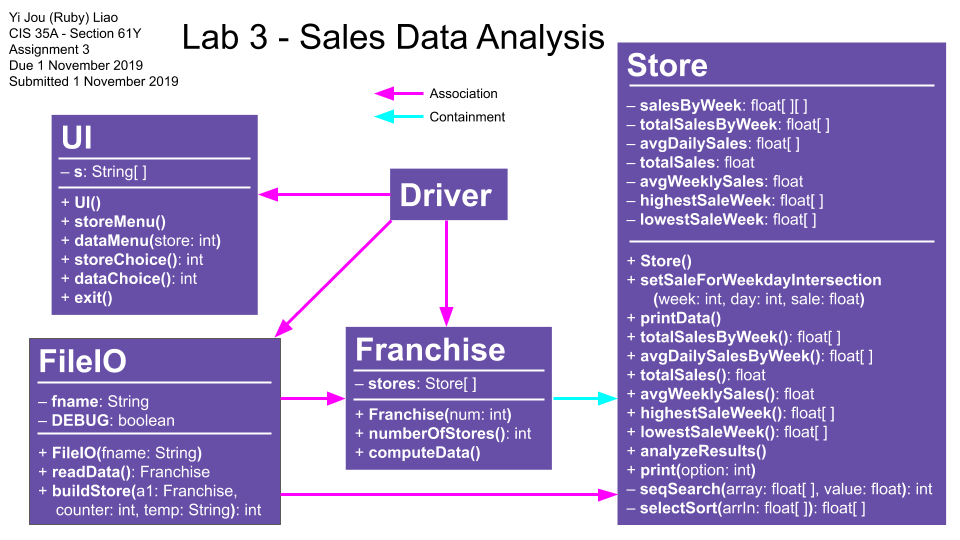 Yi Jou (Ruby) Liao
CIS 35A - Section 61Y
Assignment 3
Due 1 November 2019
Submitted 1 November 2019
Lab 3 - Sales Data Analysis
Association
Containment
UI
– s: String[ ]
+ UI()
+ storeMenu()
+ dataMenu(store: int)
+ storeChoice(): int
+ dataChoice(): int
+ exit()
Driver
FileIO
– fname: String
– DEBUG: boolean
+ FileIO(fname: String)
+ readData(): Franchise
+ buildStore(a1: Franchise,
counter: int, temp: String): int
Franchise
– stores: Store[ ]
+ Franchise(num: int)
+ numberOfStores(): int
+ computeData()
Store
– salesByWeek: float[ ][ ]
– totalSalesByWeek: float[ ]
– avgDailySales: float[ ]
– totalSales: float
– avgWeeklySales: float
– highestSaleWeek: float[ ]
– lowestSaleWeek: float[ ]
+ Store()
+ setSaleForWeekdayIntersection
(week: int, day: int, sale: float)
+ printData()
+ totalSalesByWeek(): float[ ]
+ avgDailySalesByWeek(): float[ ]
+ totalSales(): float
+ avgWeeklySales(): float
+ highestSaleWeek(): float[ ]
+ lowestSaleWeek(): float[ ]
+ analyzeResults()
+ print(option: int)
– seqSearch(array: float[ ], value: float): int
– selectSort(arrIn: float[ ]): float[ ]